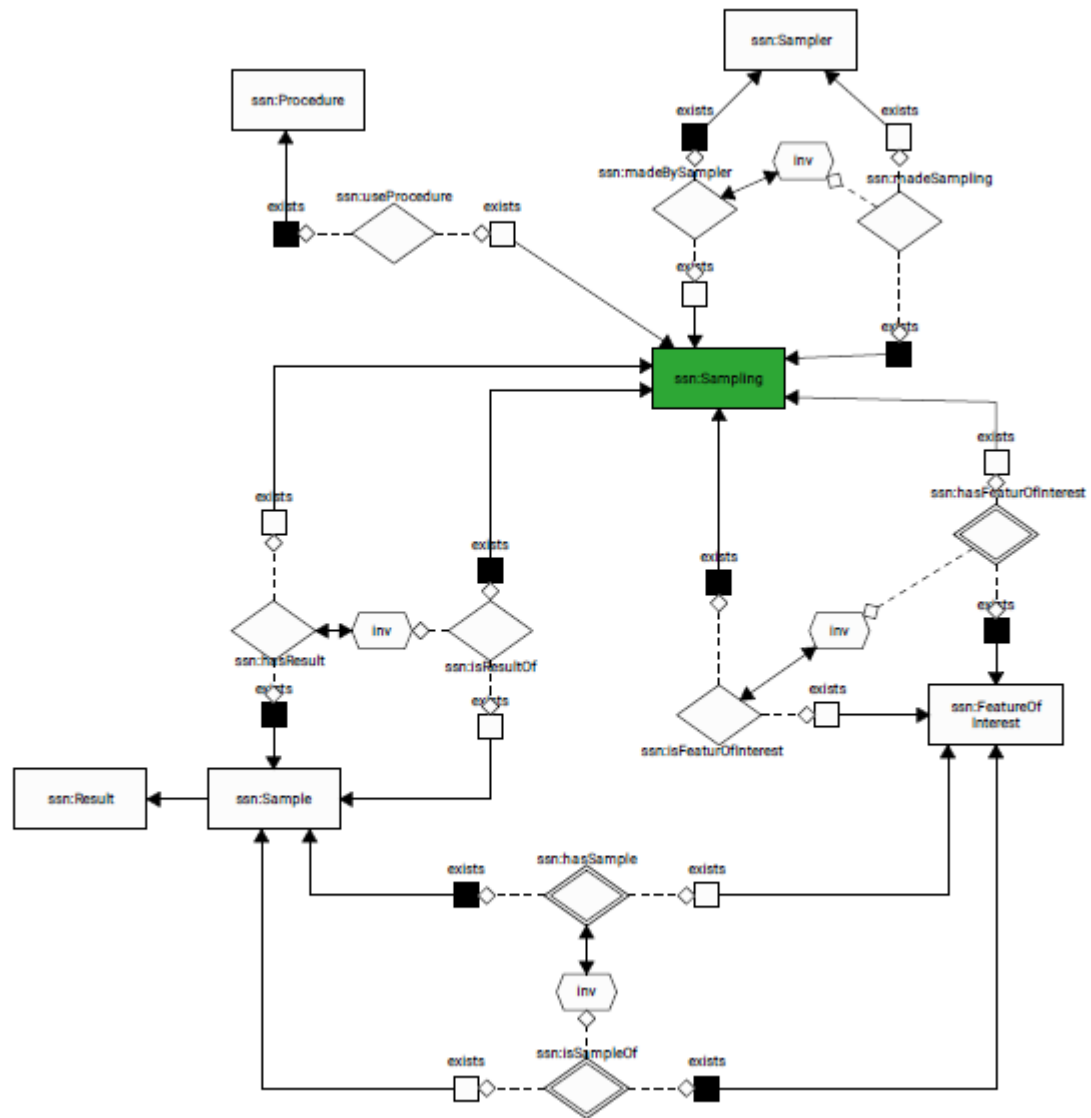 ssn:Sampler
ssn:Procedure
exists
exists
inv
ssn:madeBySampler
ssn:madeSampling
ssn:useProcedure
exists
exists
exists
exists
ssn:Sampling
exists
ssn:hasFeaturOfInterest
exists
exists
exists
exists
inv
inv
ssn:hasResult
ssn:isResultOf
exists
exists
exists
ssn:isFeaturOfInterest
ssn:FeatureOf
Interest
ssn:Result
ssn:Sample
ssn:hasSample
exists
exists
inv
ssn:isSampleOf
exists
exists